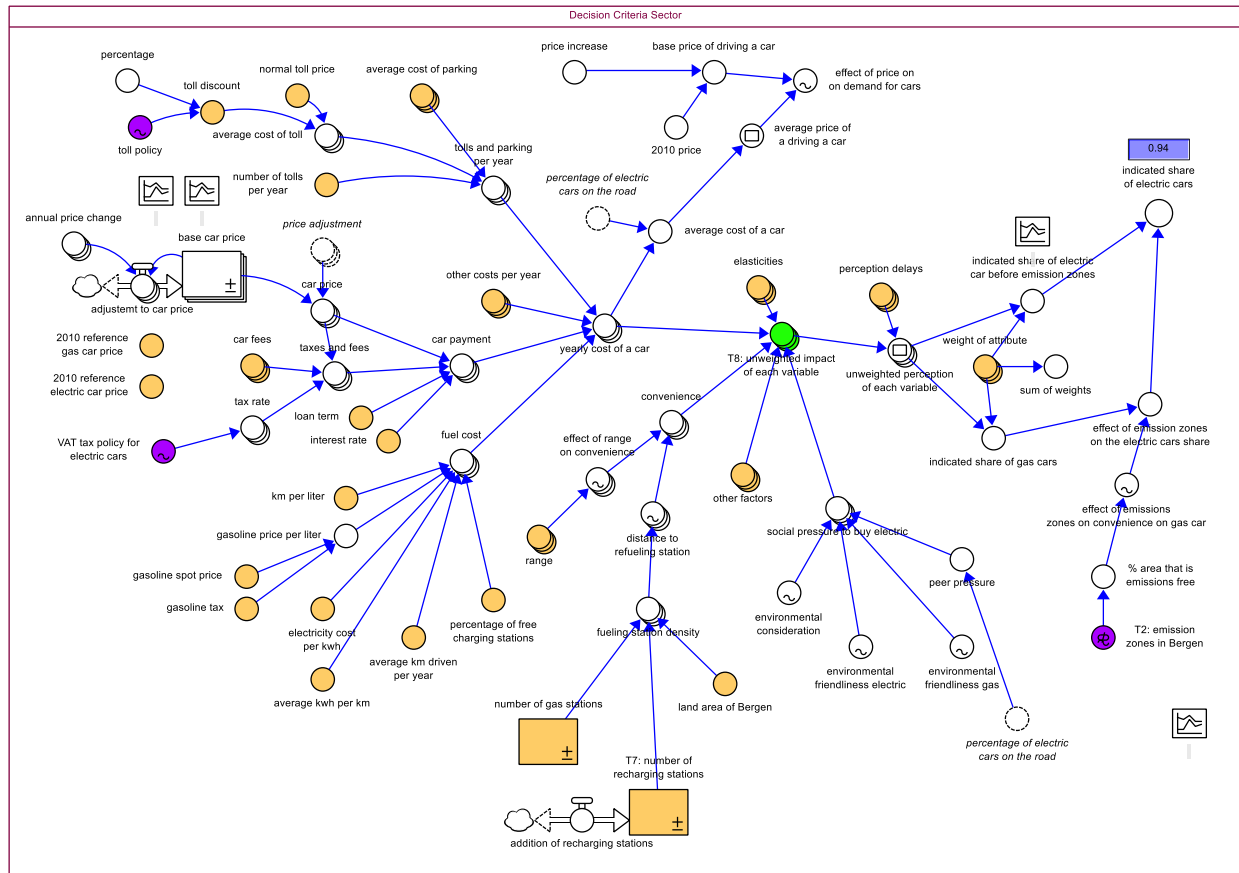 Decision Criteria Sector
percentage
toll discount
normal toll price
average cost of parking
price increase
base price of driving a car
effect of price on
on demand for cars
toll policy
average cost of toll
tolls and parking
per year
2010 price
average price of
a driving a car
0.94
indicated share
of electric cars
number of tolls
per year
percentage of electric
cars on the road
annual price change
base car price
price adjustment
average cost of a car
adjustemt to car price
car price
other costs per year
elasticities
perception delays
indicated share of electric
car before emission zones
2010 reference
gas car price
2010 reference
electric car price
car fees
taxes and fees
car payment
yearly cost of a car
T8: unweighted impact
of each variable
unweighted perception
of each variable
weight of attribute
sum of weights
tax rate
loan term
interest rate
VAT tax policy for
electric cars
fuel cost
effect of range
on convenience
convenience
other factors
indicated share of gas cars
effect of emission zones
on the electric cars share
km per liter
gasoline price per liter
gasoline spot price
gasoline tax
range
distance to
refueling station
social pressure to buy electric
effect of emissions
zones on convenience on gas car
electricity cost
per kwh
average kwh per km
average km driven
per year
percentage of free
charging stations
fueling station density
environmental
consideration
peer pressure
% area that is
emissions free
T2: emission
zones in Bergen
environmental
friendliness electric
environmental
friendliness gas
number of gas stations
land area of Bergen
percentage of electric
cars on the road
T7: number of
recharging stations
addition of recharging stations